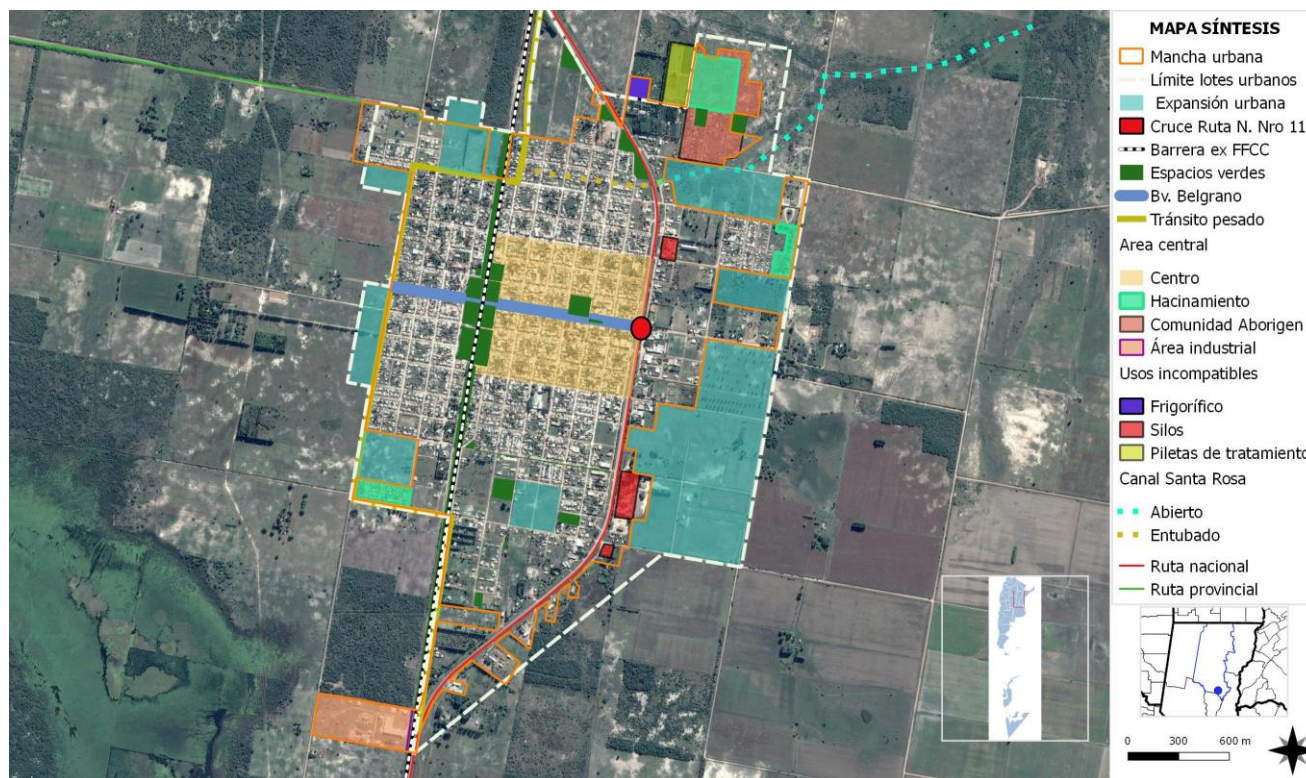 MAPA SÍNTESIS
Mancha urbana
Límite lotes urbanos
Expansión urbana
Cruce Ruta N. Nro 11
Barrera ex FFCC
Espacios verdes
Bv. Belgrano
Tránsito pesado
Area central
Centro
Hacinamiento
Comunidad Aborigen
Área industrial
Usos incompatibles
Frigorífico
Silos
Piletas de tratamiento
Canal Santa Rosa
Abierto
Entubado
Ruta nacional
Ruta provincial
0 300 600 m